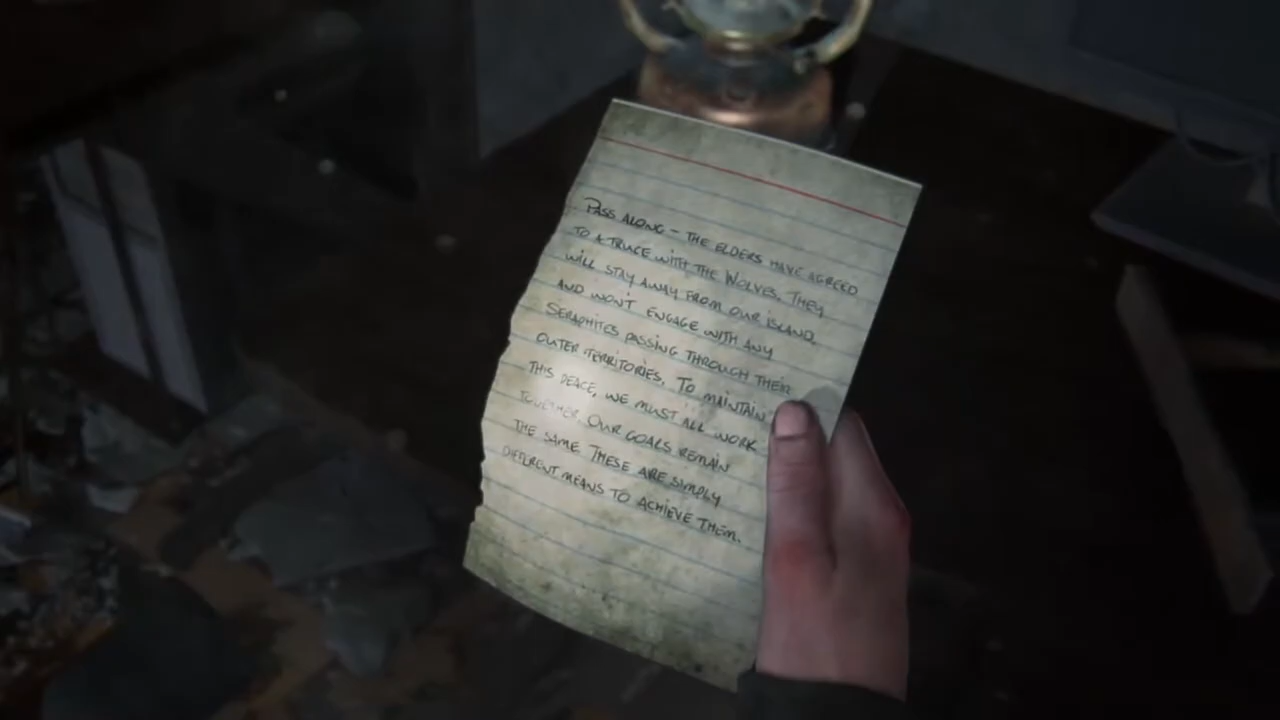 PASS ALONG – THE ELDERS HAVE AGREED
TO A TRUCE WITH THE WOLVES. THEY
WILL STAY AWAY FROM OUR ISLAND,
AND WON'T ENGAGE WITH ANY
SERAPHITES PASSING THROUGH THEIR
OUTER TERRITORIES. TO MAINTAIN
THIS PEACE, WE MUST ALL WORK
TOGETHER. OUR GOALS REMAIN
THE SAME THESE ARE SIMPLY
DIFFERENT MEANS TO ACHIEVE THEM.